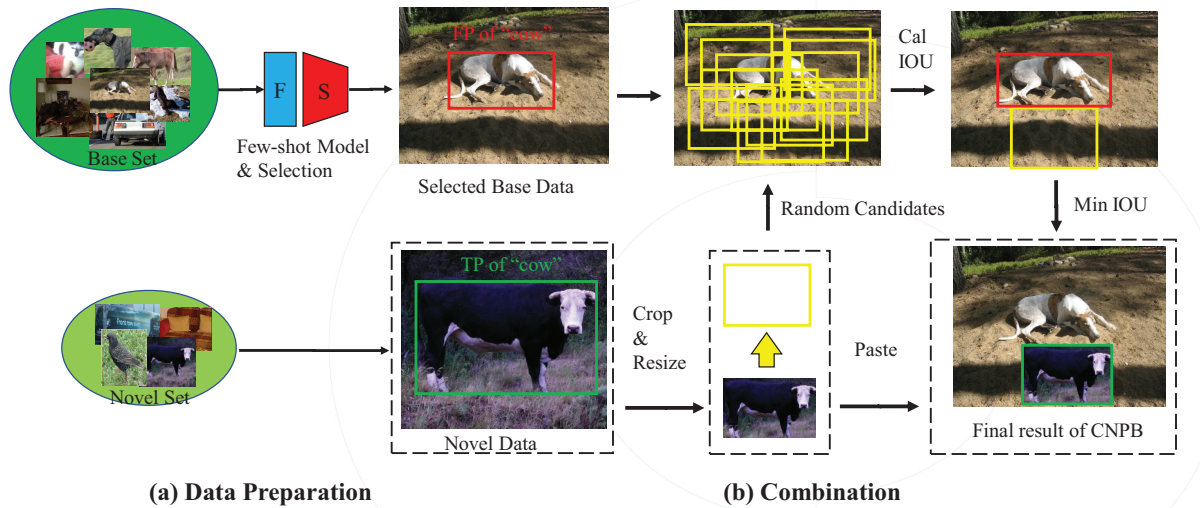 Base Set
F
S
Few-shot Model
& Selection
FP of “cow”
Selected Base Data
Cal
IOU
Random Candidates
Min IOU
Novel Set
TP of “cow”
Novel Data
Crop
&
Resize
Paste
Final result of CNPB
(a) Data Preparation
(b) Combination